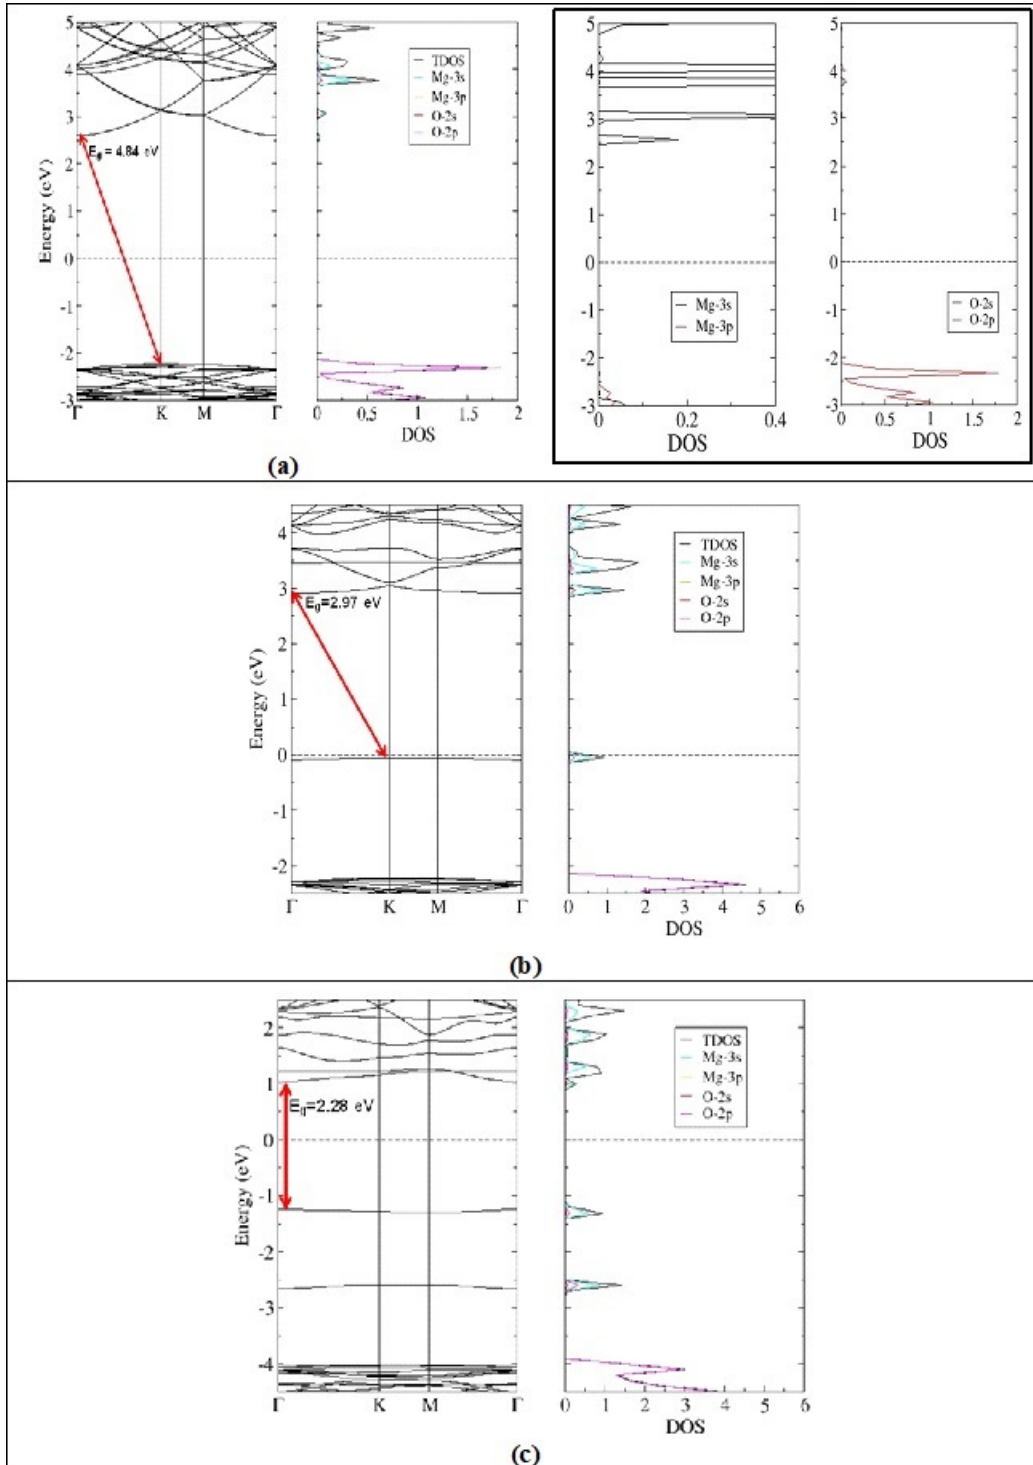 5
4
3
2
1
0
-1
-2
-3
Energy (eV)
E_g = 4.84 eV
Γ K M Γ
TDOS
Mg-3s
Mg-3p
O-2s
O-2p
0 0.5 1 1.5 2
DOS
(a)
5
4
3
2
1
0
-1
-2
-3
Mg-3s
Mg-3p
0 0.2 0.4
DOS
5
4
3
2
1
0
-1
-2
-3
O-2s
O-2p
0 0.5 1 1.5 2
DOS
4
3
2
1
0
-1
-2
Energy (eV)
E_g=2.97 eV
Γ K M Γ
TDOS
Mg-3s
Mg-3p
O-2s
O-2p
0 1 2 3 4 5 6
DOS
(b)
2
1
0
-1
-2
-3
-4
Energy (eV)
E_g=2.28 eV
Γ K M Γ
TDOS
Mg-3s
Mg-3p
O-2s
O-2p
0 1 2 3 4 5 6
DOS
(c)